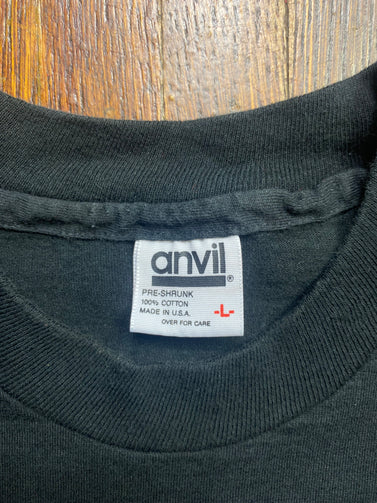 anvil®
PRE-SHRUNK
100% COTTON
MADE IN U.S.A. -L-
OVER FOR CARE